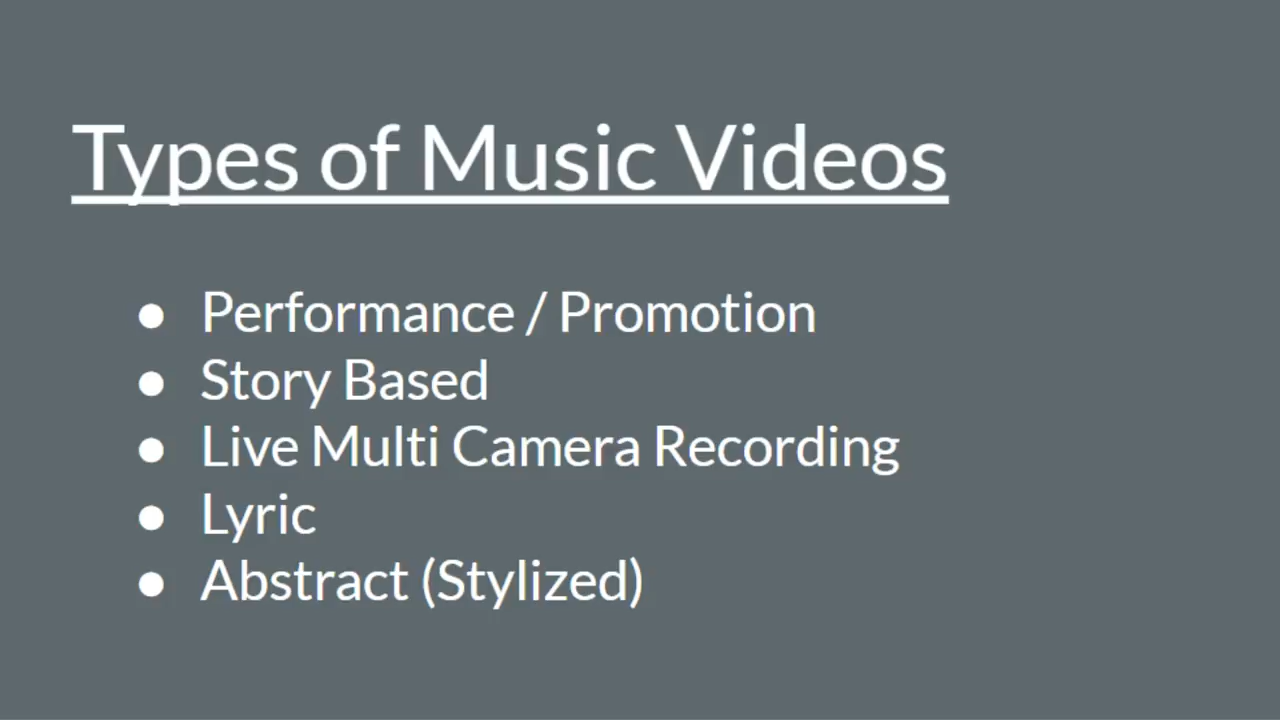 Types of Music Videos
● Performance / Promotion
● Story Based
● Live Multi Camera Recording
● Lyric
● Abstract (Stylized)